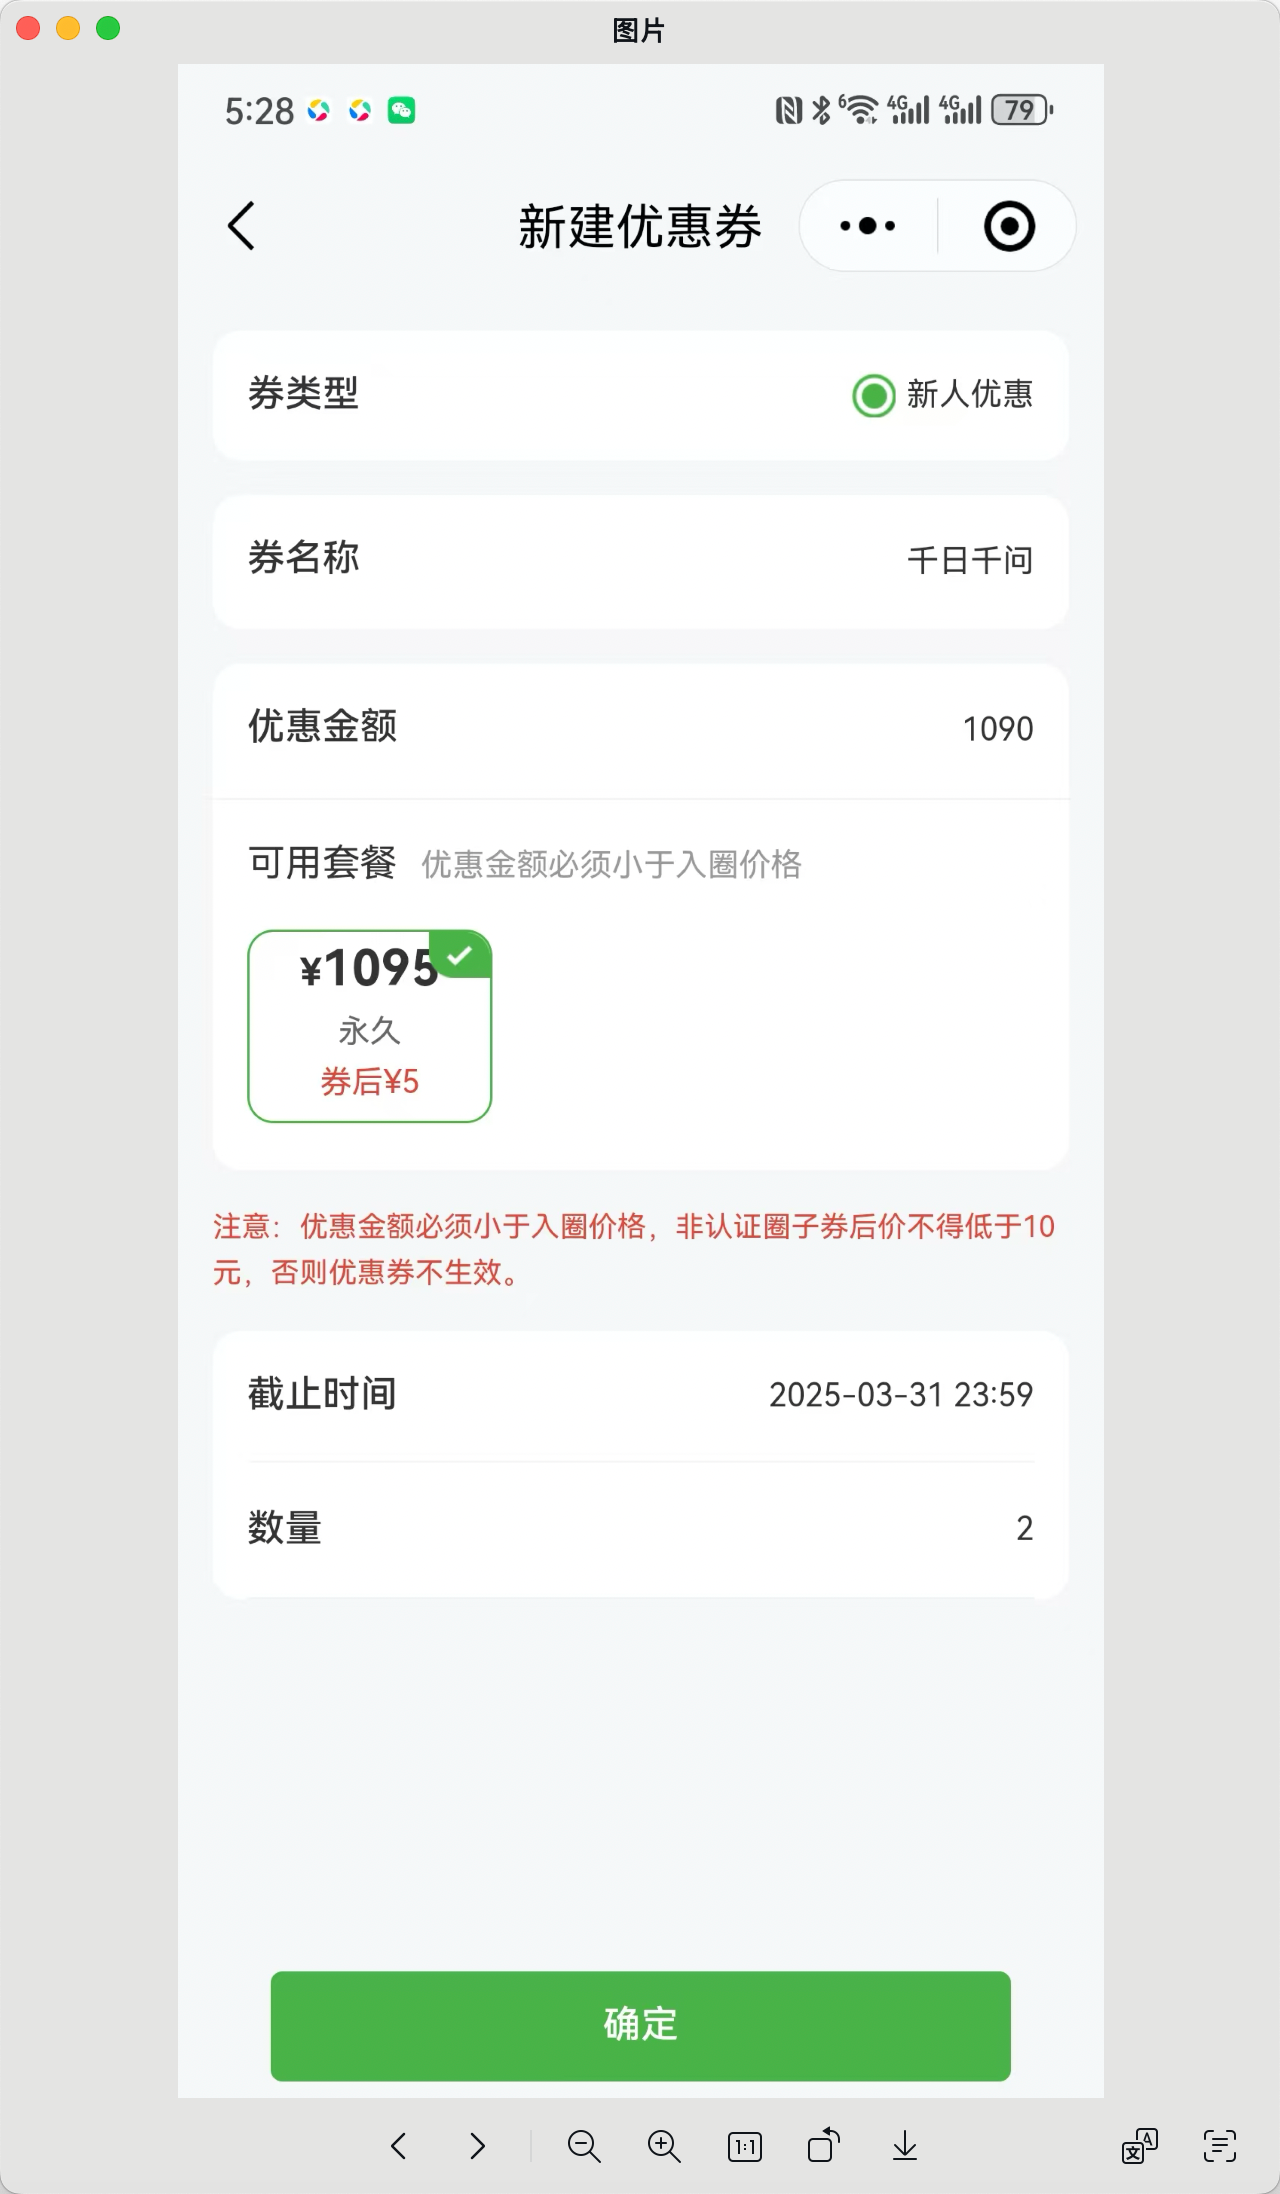 图片
5:28
6 4G 4G 79
新建优惠券
券类型
新人优惠
券名称
千日千问
优惠金额
1090
可用套餐 优惠金额必须小于入圈价格
¥1095
永久
券后¥5
注意：优惠金额必须小于入圈价格，非认证圈子券后价不得低于10
元，否则优惠券不生效。
截止时间
2025-03-31 23:59
数量
2
确定
1:1
文 A